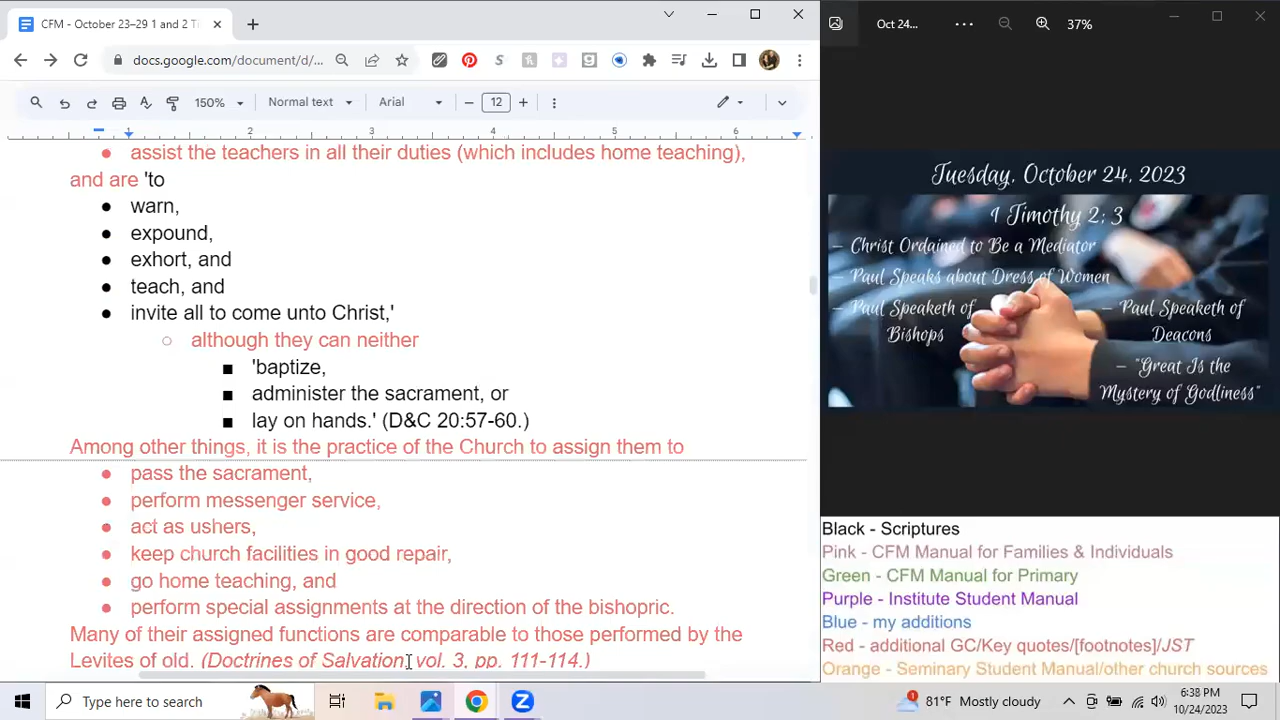 CFM - October 23–29 1 and 2 Ti
docs.google.com/document/d/...
150%
Normal text
Arial
12
1
2
3
4
5
6
assist the teachers in all their duties (which includes home teaching),
and are 'to
warn,
expound,
exhort, and
teach, and
invite all to come unto Christ,'
although they can neither
'baptize,
administer the sacrament, or
lay on hands.' (D&C 20:57-60.)
Among other things, it is the practice of the Church to assign them to
pass the sacrament,
perform messenger service,
act as ushers,
keep church facilities in good repair,
go home teaching, and
perform special assignments at the direction of the bishopric.
Many of their assigned functions are comparable to those performed by the
Levites of old. (Doctrines of Salvation, vol. 3, pp. 111-114.)
Oct 24...
37%
Tuesday, October 24, 2023
1 Timothy 2; 3
– Christ Ordained to Be a Mediator
– Paul Speaks about Dress of Women
– Paul Speaketh of
Bishops
– Paul Speaketh of
Deacons
– "Great Is the
Mystery of Godliness"
Black - Scriptures
Pink - CFM Manual for Families & Individuals
Green - CFM Manual for Primary
Purple - Institute Student Manual
Blue - my additions
Red - additional GC/Key quotes/[footnotes]/JST
Orange - Seminary Student Manual/other church sources
Type here to search
81°F Mostly cloudy
6:38 PM
10/24/2023